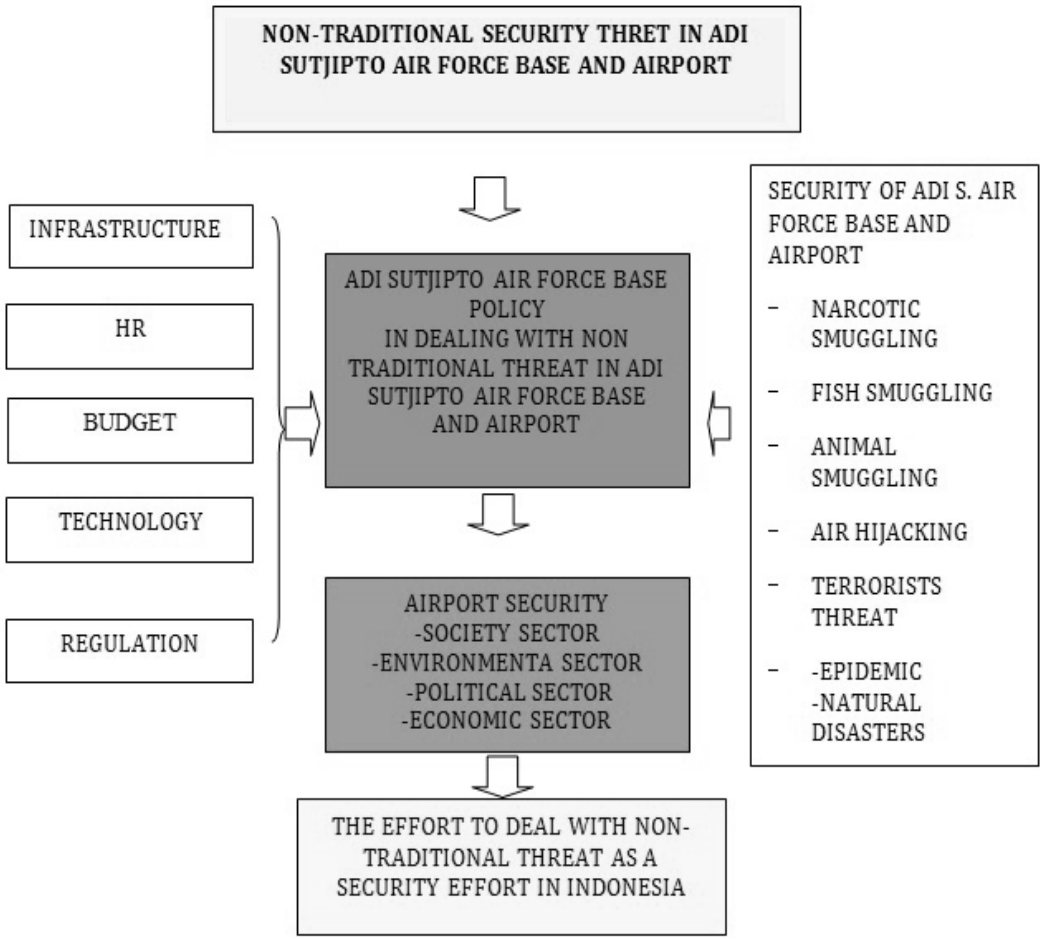 NON-TRADITIONAL SECURITY THRET IN ADI
SUTJIPTO AIR FORCE BASE AND AIRPORT
INFRASTRUCTURE
HR
BUDGET
TECHNOLOGY
REGULATION
ADI SUTJIPTO AIR FORCE BASE
POLICY
IN DEALING WITH NON
TRADITIONAL THREAT IN ADI
SUTJIPTO AIR FORCE BASE
AND AIRPORT
SECURITY OF ADI S. AIR
FORCE BASE AND
AIRPORT
- NARCOTIC
SMUGGLING
- FISH SMUGGLING
- ANIMAL
SMUGGLING
- AIR HIJACKING
- TERRORISTS
THREAT
- -EPIDEMIC
-NATURAL
DISASTERS
AIRPORT SECURITY
-SOCIETY SECTOR
-ENVIRONMENTA SECTOR
-POLITICAL SECTOR
-ECONOMIC SECTOR
THE EFFORT TO DEAL WITH NON-
TRADITIONAL THREAT AS A
SECURITY EFFORT IN INDONESIA